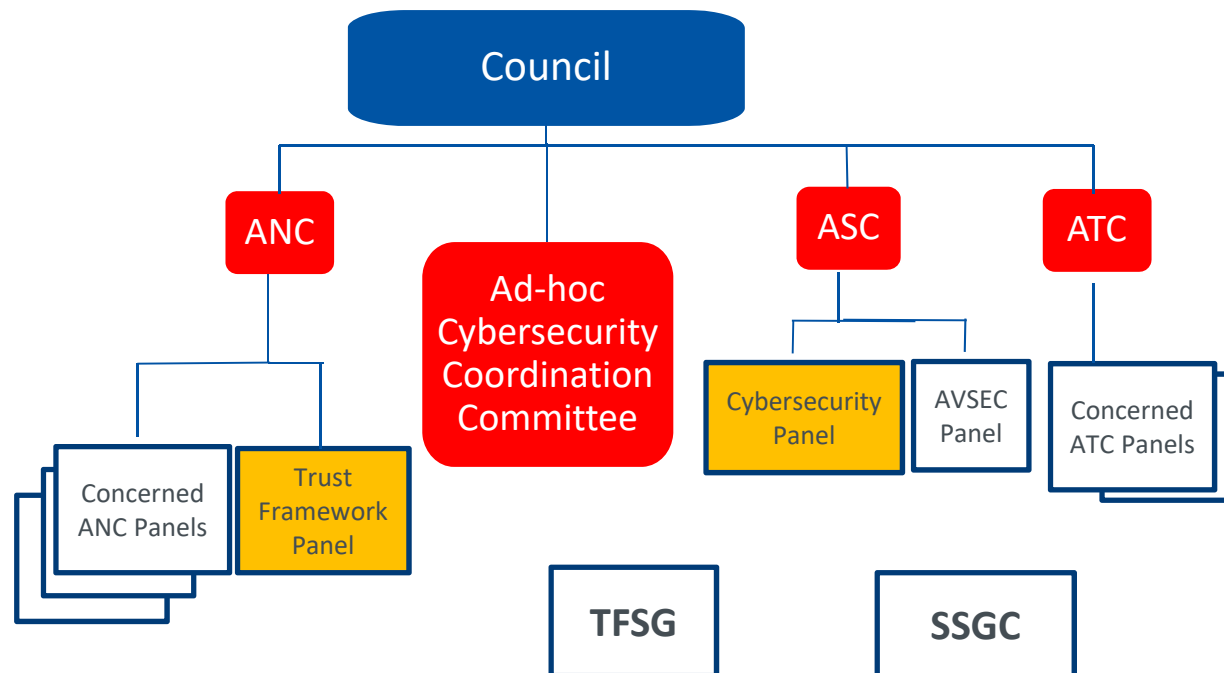 Council
ANC
ASC
ATC
Ad-hoc
Cybersecurity
Coordination
Committee
Cybersecurity
Panel
AVSEC
Panel
Concerned
ATC Panels
Concerned
ANC Panels
Trust
Framework
Panel
TFSG
SSGC